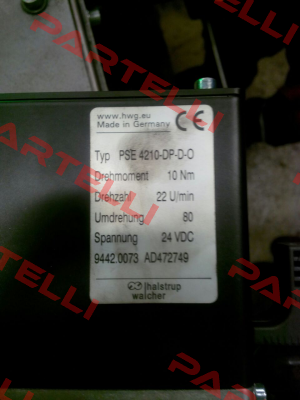 www.hwg.eu
Made in Germany CE
Typ PSE 4210-DP-D-O
Drehmoment 10 Nm
Drehzahl 22 U/min
Umdrehung 80
Spannung 24 VDC
9442.0073 AD472749
halstrup
walcher
PARTELLI
PARTELLI
PARTELLI
PARTELLI
PARTELLI